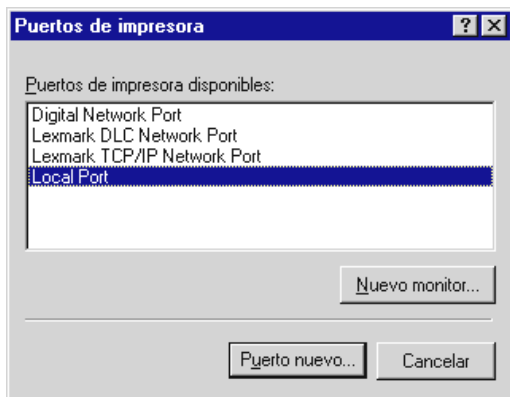 Puertos de impresora
Puertos de impresora disponibles:
Digital Network Port
Lexmark DLC Network Port
Lexmark TCP/IP Network Port
Local Port
Nuevo monitor...
Puerto nuevo...
Cancelar